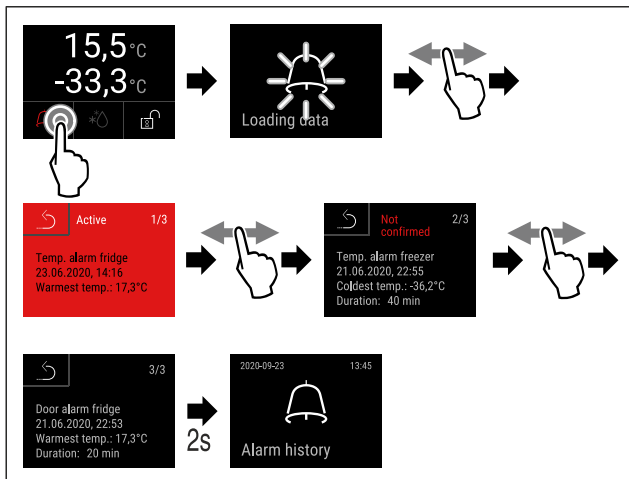 15,5°C
-33,3°C
Loading data
Active 1/3
Temp. alarm fridge
23.06.2020, 14:16
Warmest temp.: 17,3°C
Not
confirmed
2/3
Temp. alarm freezer
21.06.2020, 22:55
Coldest temp.: -36,2°C
Duration: 40 min
3/3
Door alarm fridge
21.06.2020, 22:53
Warmest temp.: 17,3°C
Duration: 20 min
2s
2020-09-23 13:45
Alarm history